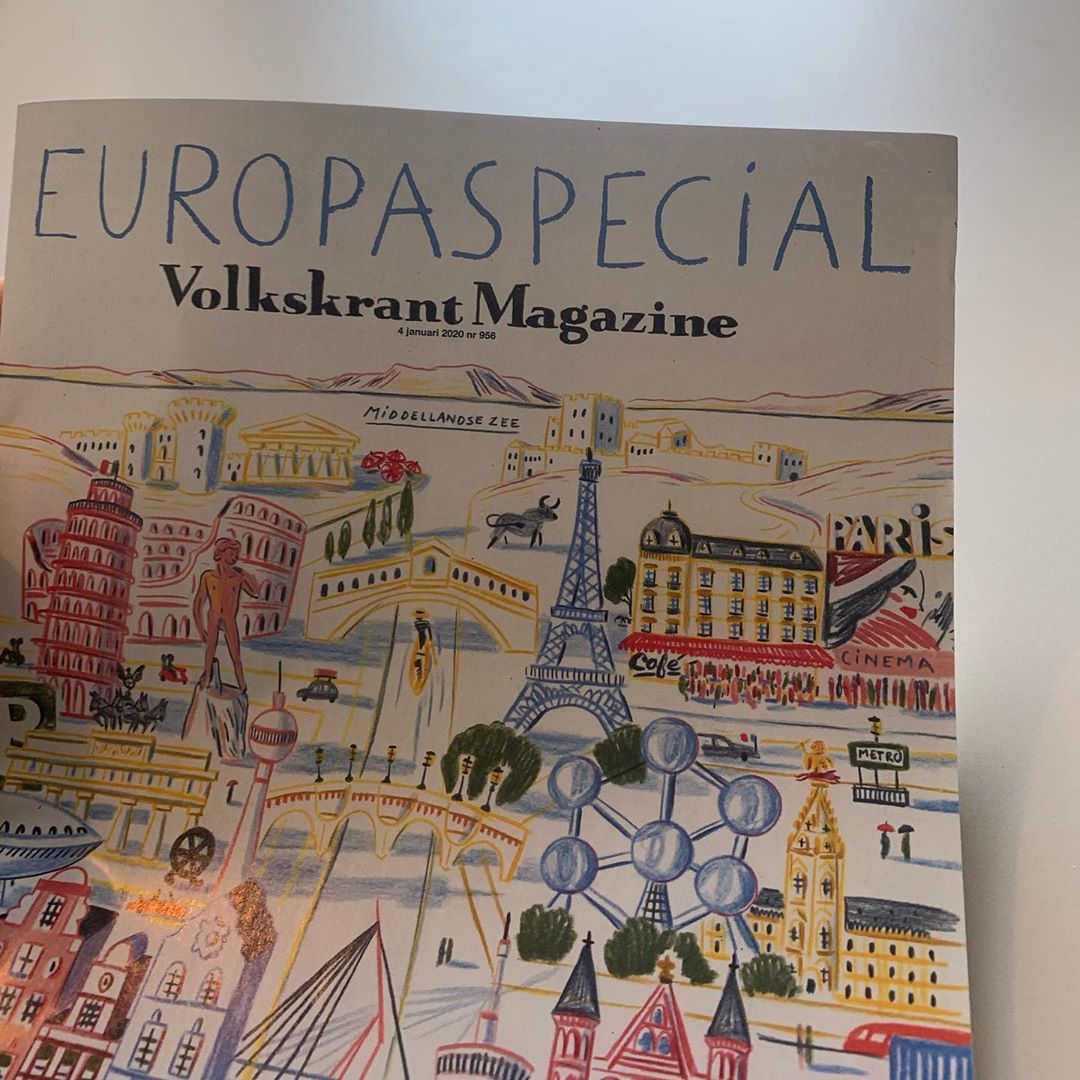 EUROPASPECiAL
Volkskrant Magazine
4 januari 2020 nr 956
MiDDELLANDSE ZEE
PARiS
Café
CiNEMA
METRO